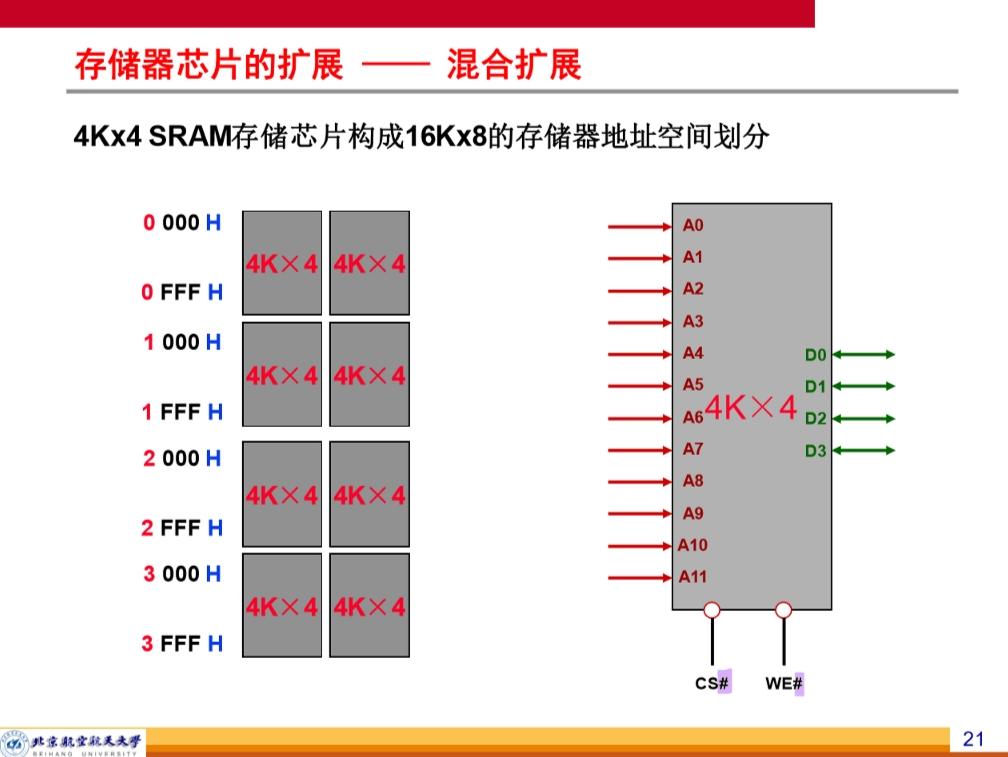 存储器芯片的扩展 —— 混合扩展
4Kx4 SRAM存储芯片构成16Kx8的存储器地址空间划分
0 000 H
4K×4 4K×4
0 FFF H
1 000 H
4K×4 4K×4
1 FFF H
2 000 H
4K×4 4K×4
2 FFF H
3 000 H
4K×4 4K×4
3 FFF H
A0
A1
A2
A3
A4
A5
A6
A7
A8
A9
A10
A11
4K×4
D0
D1
D2
D3
CS#
WE#
北京航空航天大学
BEIHANG UNIVERSITY
21